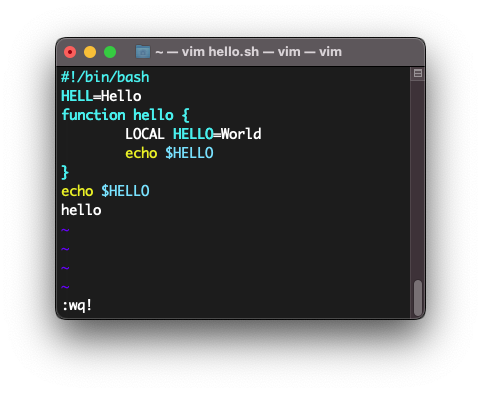 ~ — vim hello.sh — vim — vim
#!/bin/bash
HELL=Hello
function hello {
        LOCAL HELLO=World
        echo $HELLO
}
echo $HELLO
hello
~
~
~
~
:wq!